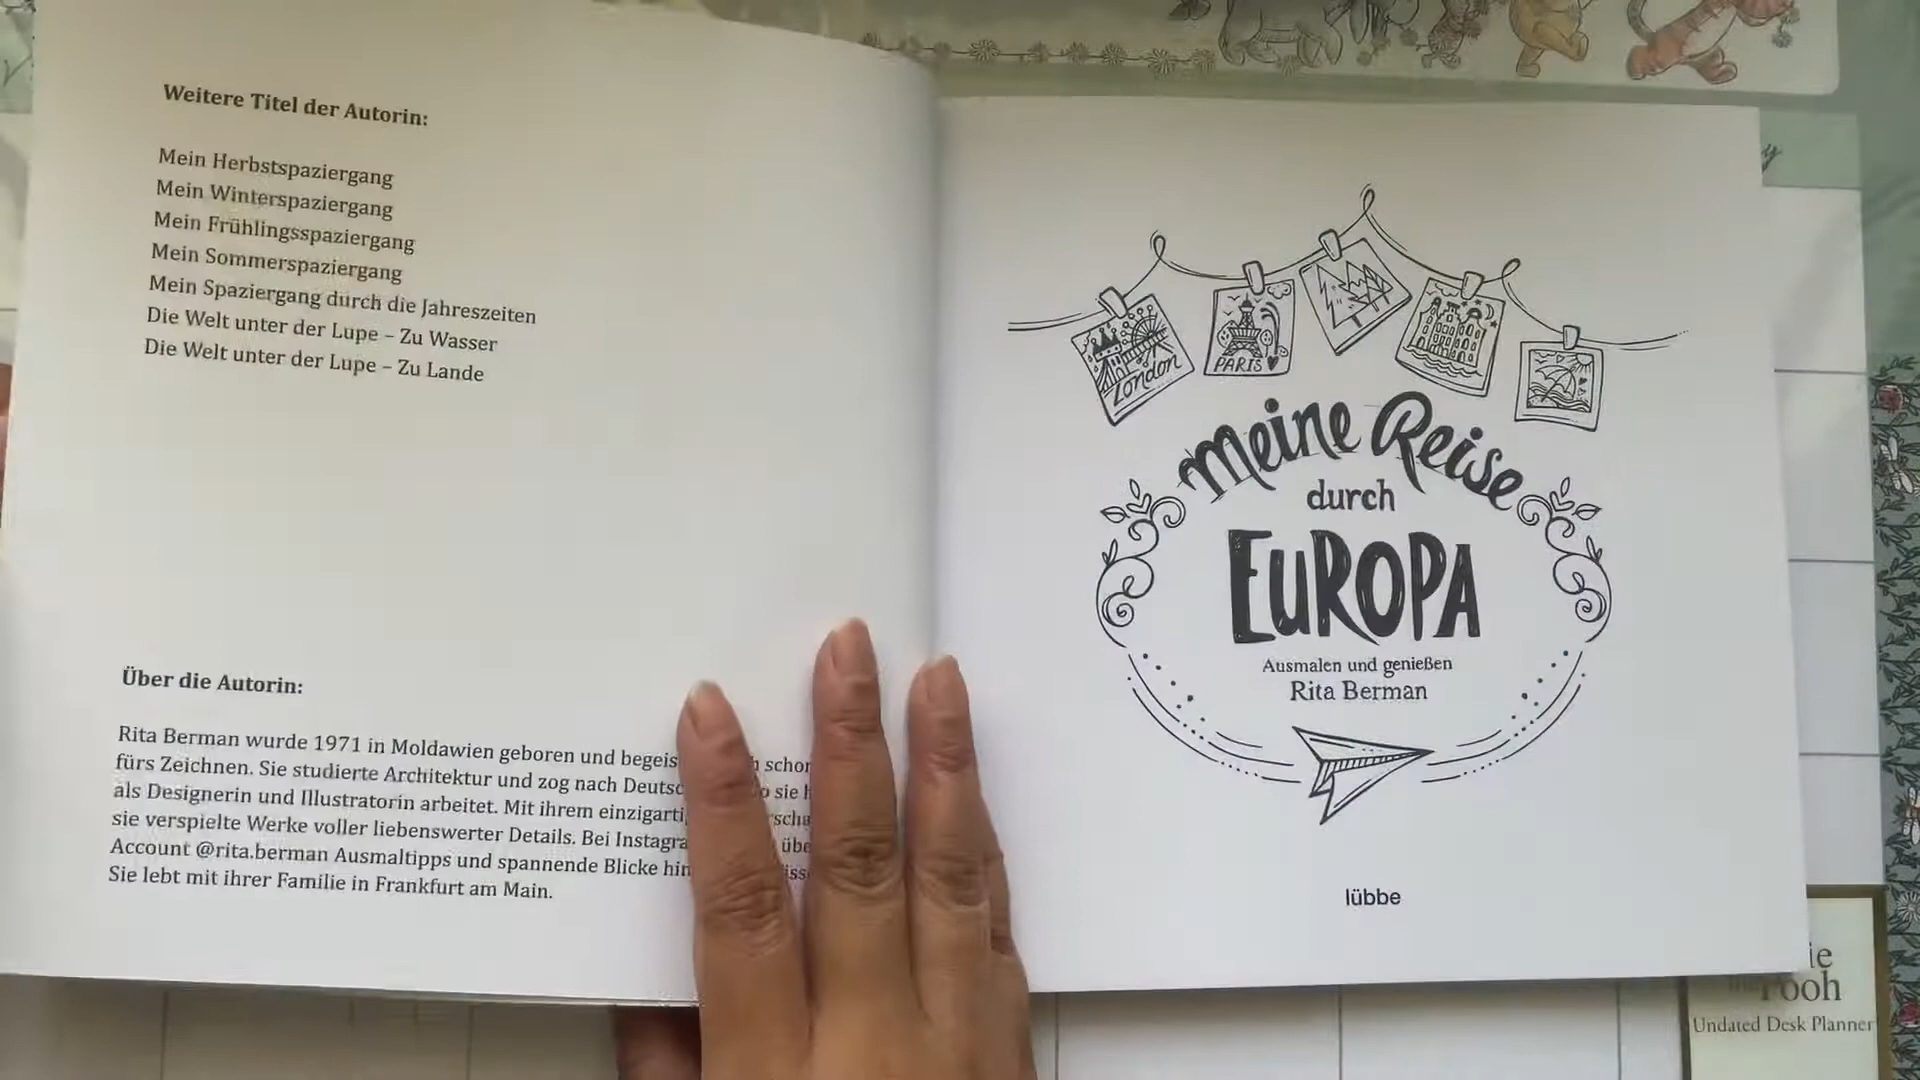 Weitere Titel der Autorin:
Mein Herbstspaziergang
Mein Winterspaziergang
Mein Frühlingsspaziergang
Mein Sommerspaziergang
Mein Spaziergang durch die Jahreszeiten
Die Welt unter der Lupe – Zu Wasser
Die Welt unter der Lupe – Zu Lande
Über die Autorin:
Rita Berman wurde 1971 in Moldawien geboren und schon
fürs Zeichnen. Sie studierte Architektur und zog nach sie
als Designerin und Illustratorin arbeitet. Mit ihrem
sie verspielte Werke voller liebenswerter Details. Bei
Account @rita.berman Ausmaltipps und spannende Blicke
Sie lebt mit ihrer Familie in Frankfurt am Main.
London
PARIS
Meine Reise
durch
EUROPA
Ausmalen und genießen
Rita Berman
lübbe
Pooh
Undated Desk Planner